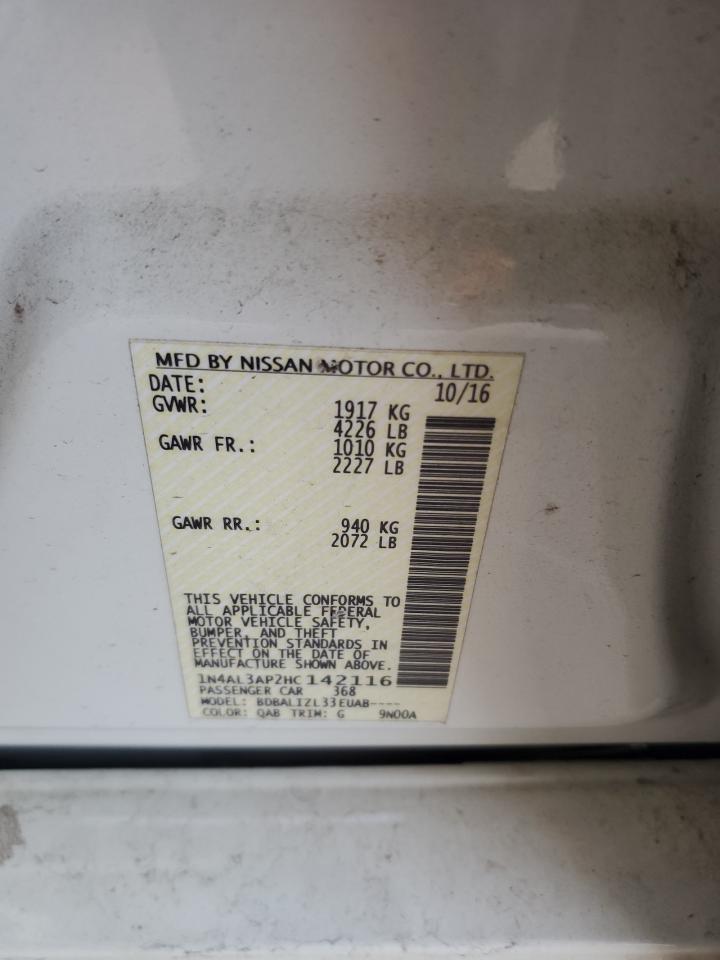 MFD BY NISSAN MOTOR CO., LTD.
DATE: 10/16
GVWR: 1917 KG
4226 LB
GAWR FR.: 1010 KG
2227 LB
GAWR RR.: 940 KG
2072 LB
THIS VEHICLE CONFORMS TO
ALL APPLICABLE FEDERAL
MOTOR VEHICLE SAFETY,
BUMPER, AND THEFT
PREVENTION STANDARDS IN
EFFECT ON THE DATE OF
MANUFACTURE SHOWN ABOVE.
1N4AL3AP2HC142116
PASSENGER CAR 368
MODEL: BDBALIZL33EUAB----
COLOR: QAB TRIM: G 9N00A